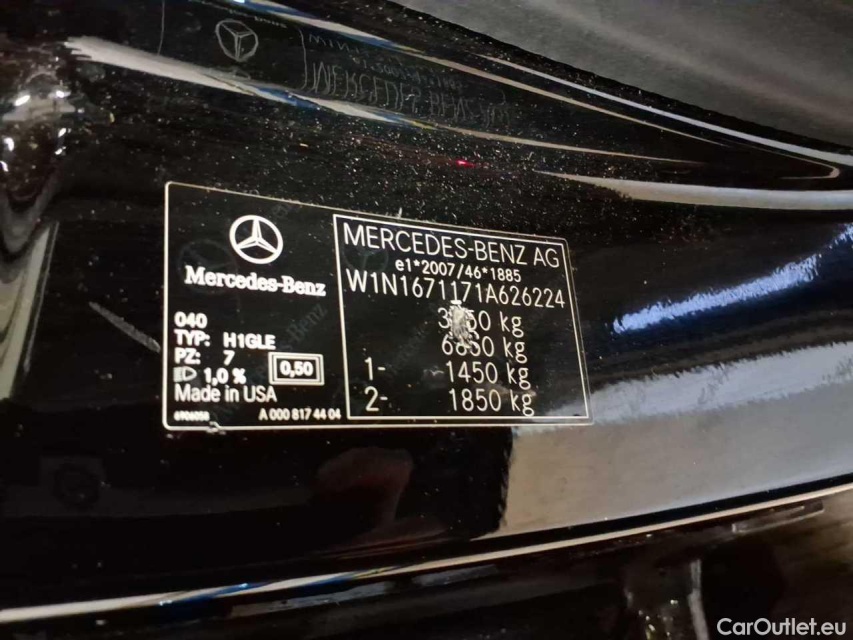 Mercedes-Benz
040
TYP: H1GLE
PZ: 7
1,0 %
0,50
Made in USA
6906058
A 000 817 44 04
MERCEDES-BENZ AG
e1*2007/46*1885
W1N1671171A626224
kg
kg
1- 1450 kg
2- 1850 kg
CarOutlet.eu